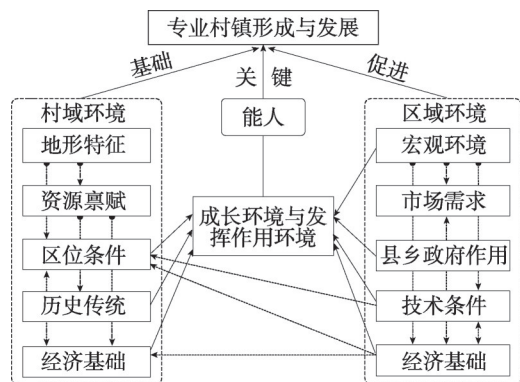 专业村镇形成与发展
基础
关键
促进
村域环境
地形特征
资源禀赋
区位条件
历史传统
经济基础
能人
成长环境与发
挥作用环境
区域环境
宏观环境
市场需求
县乡政府作用
技术条件
经济基础